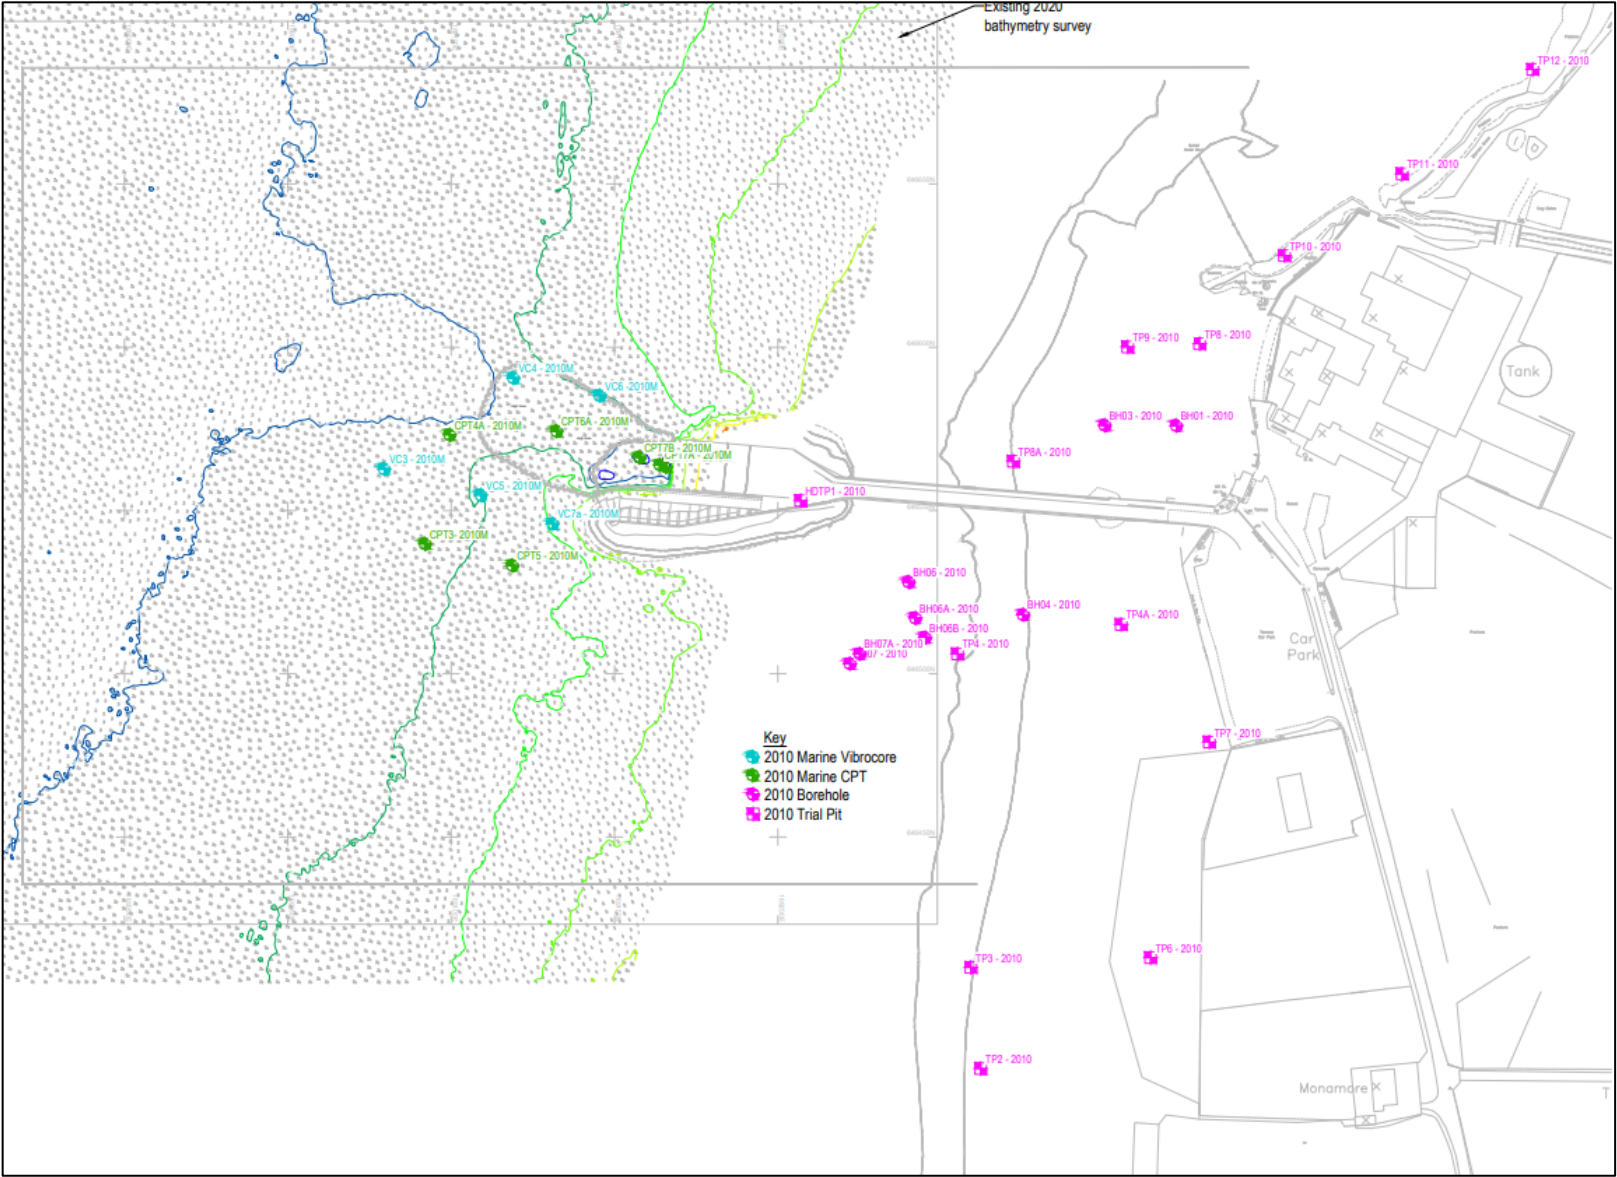 Existing 2020
bathymetry survey
TP12 - 2010
TP11 - 2010
TP10 - 2010
TP9 - 2010
TP8 - 2010
Tank
VC4 - 2010M
VC6 - 2010M
BH03 - 2010
BH01 - 2010
CPT4A - 2010M
CPT6A - 2010M
CPT7B - 2010M
CPT7A - 2010M
TP8A - 2010
VC3 - 2010M
VC5 - 2010M
HDTP1 - 2010
VC7a - 2010M
CPT3 - 2010M
CPT5 - 2010M
BH06 - 2010
BH06A - 2010
BH04 - 2010
TP4A - 2010
BH06B - 2010
BH07A - 2010
07 - 2010
TP4 - 2010
Car
Park
TP7 - 2010
Key
2010 Marine Vibrocore
2010 Marine CPT
2010 Borehole
2010 Trial Pit
TP3 - 2010
TP6 - 2010
TP2 - 2010
Monamore
T